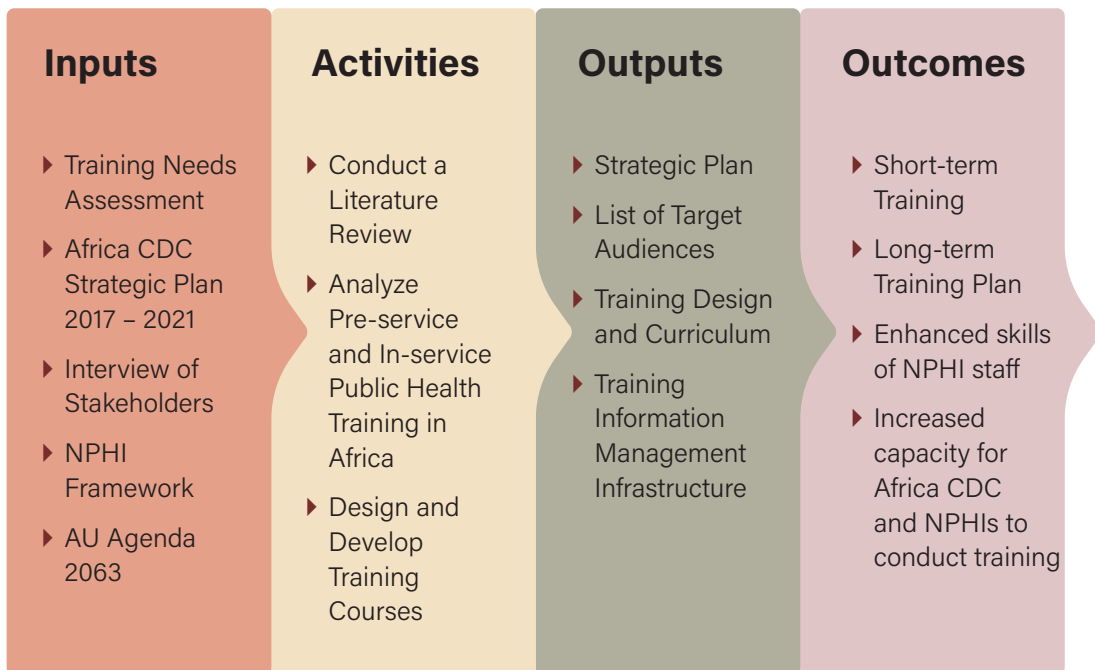 Inputs
Training Needs
Assessment
Africa CDC
Strategic Plan
2017 – 2021
Interview of
Stakeholders
NPHI
Framework
AU Agenda
2063
Activities
Conduct a
Literature
Review
Analyze
Pre-service
and In-service
Public Health
Training in
Africa
Design and
Develop
Training
Courses
Outputs
Strategic Plan
List of Target
Audiences
Training Design
and Curriculum
Training
Information
Management
Infrastructure
Outcomes
Short-term
Training
Long-term
Training Plan
Enhanced skills
of NPHI staff
Increased
capacity for
Africa CDC
and NPHIs to
conduct training